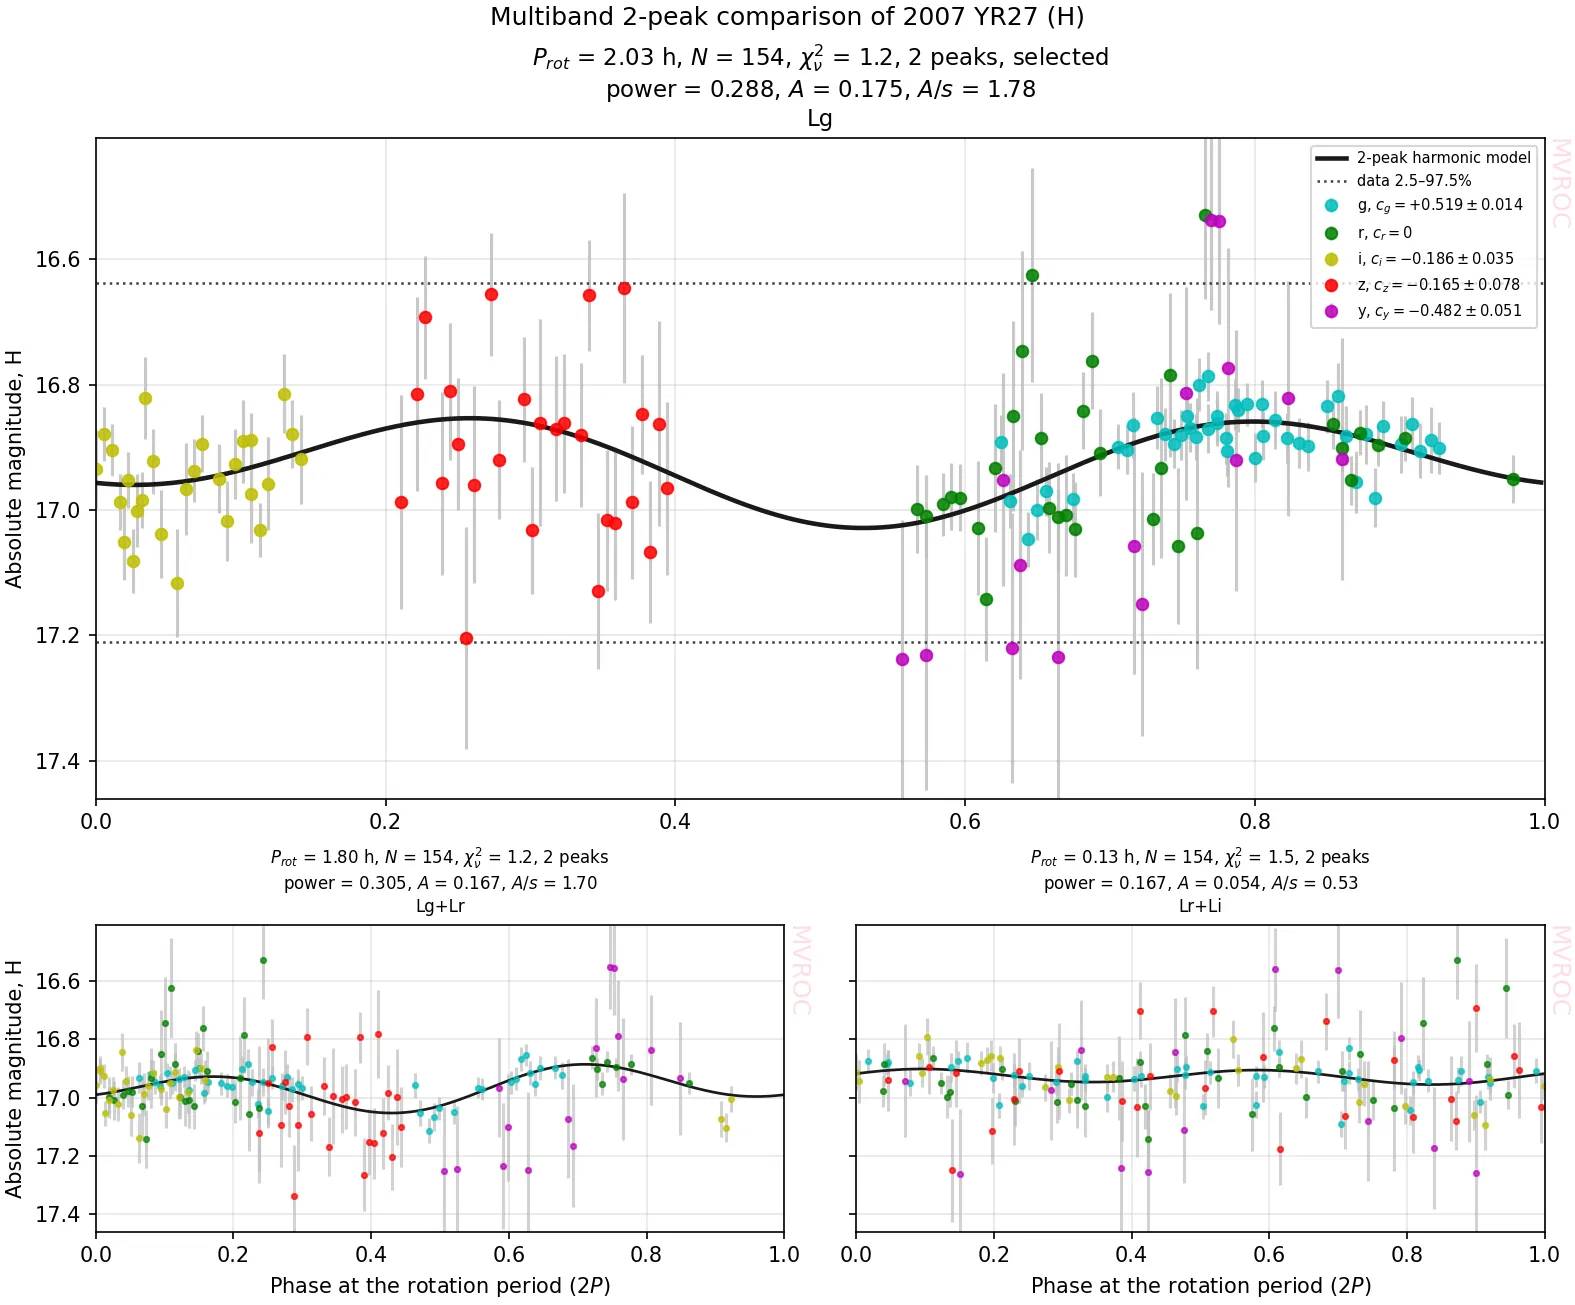 Multiband 2-peak comparison of 2007 YR27 (H)
P_rot = 2.03 h, N = 154, χ²_ν = 1.2, 2 peaks, selected
power = 0.288, A = 0.175, A/s = 1.78
Lg
MVROC
2-peak harmonic model
data 2.5–97.5%
g, c_g = +0.519 ± 0.014
r, c_r = 0
i, c_i = −0.186 ± 0.035
z, c_z = −0.165 ± 0.078
y, c_y = −0.482 ± 0.051
Absolute magnitude, H
16.6
16.8
17.0
17.2
17.4
0.0 0.2 0.4 0.6 0.8 1.0
P_rot = 1.80 h, N = 154, χ²_ν = 1.2, 2 peaks
power = 0.305, A = 0.167, A/s = 1.70
Lg+Lr
MVROC
Absolute magnitude, H
16.6
16.8
17.0
17.2
17.4
0.0 0.2 0.4 0.6 0.8 1.0
Phase at the rotation period (2P)
P_rot = 0.13 h, N = 154, χ²_ν = 1.5, 2 peaks
power = 0.167, A = 0.054, A/s = 0.53
Lr+Li
MVROC
0.0 0.2 0.4 0.6 0.8 1.0
Phase at the rotation period (2P)